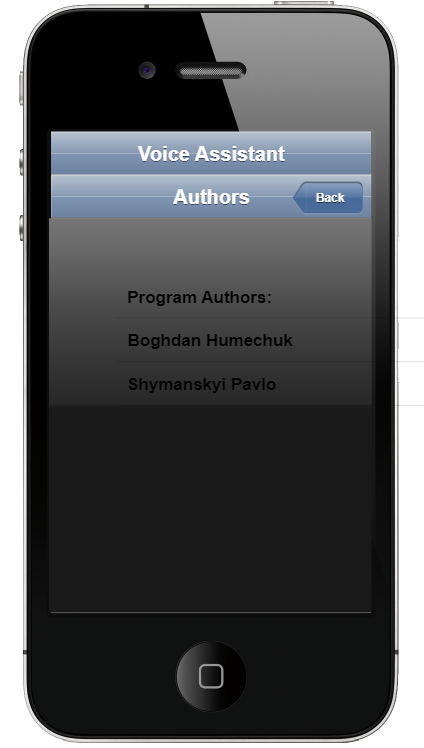 Voice Assistant
Authors
Back
Program Authors:
Boghdan Humechuk
Shymanskyi Pavlo